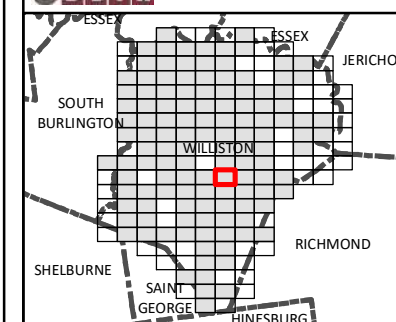 ESSEX
ESSEX
JERICHO
SOUTH
BURLINGTON
WILLISTON
RICHMOND
SHELBURNE
SAINT
GEORGE
HINESBURG